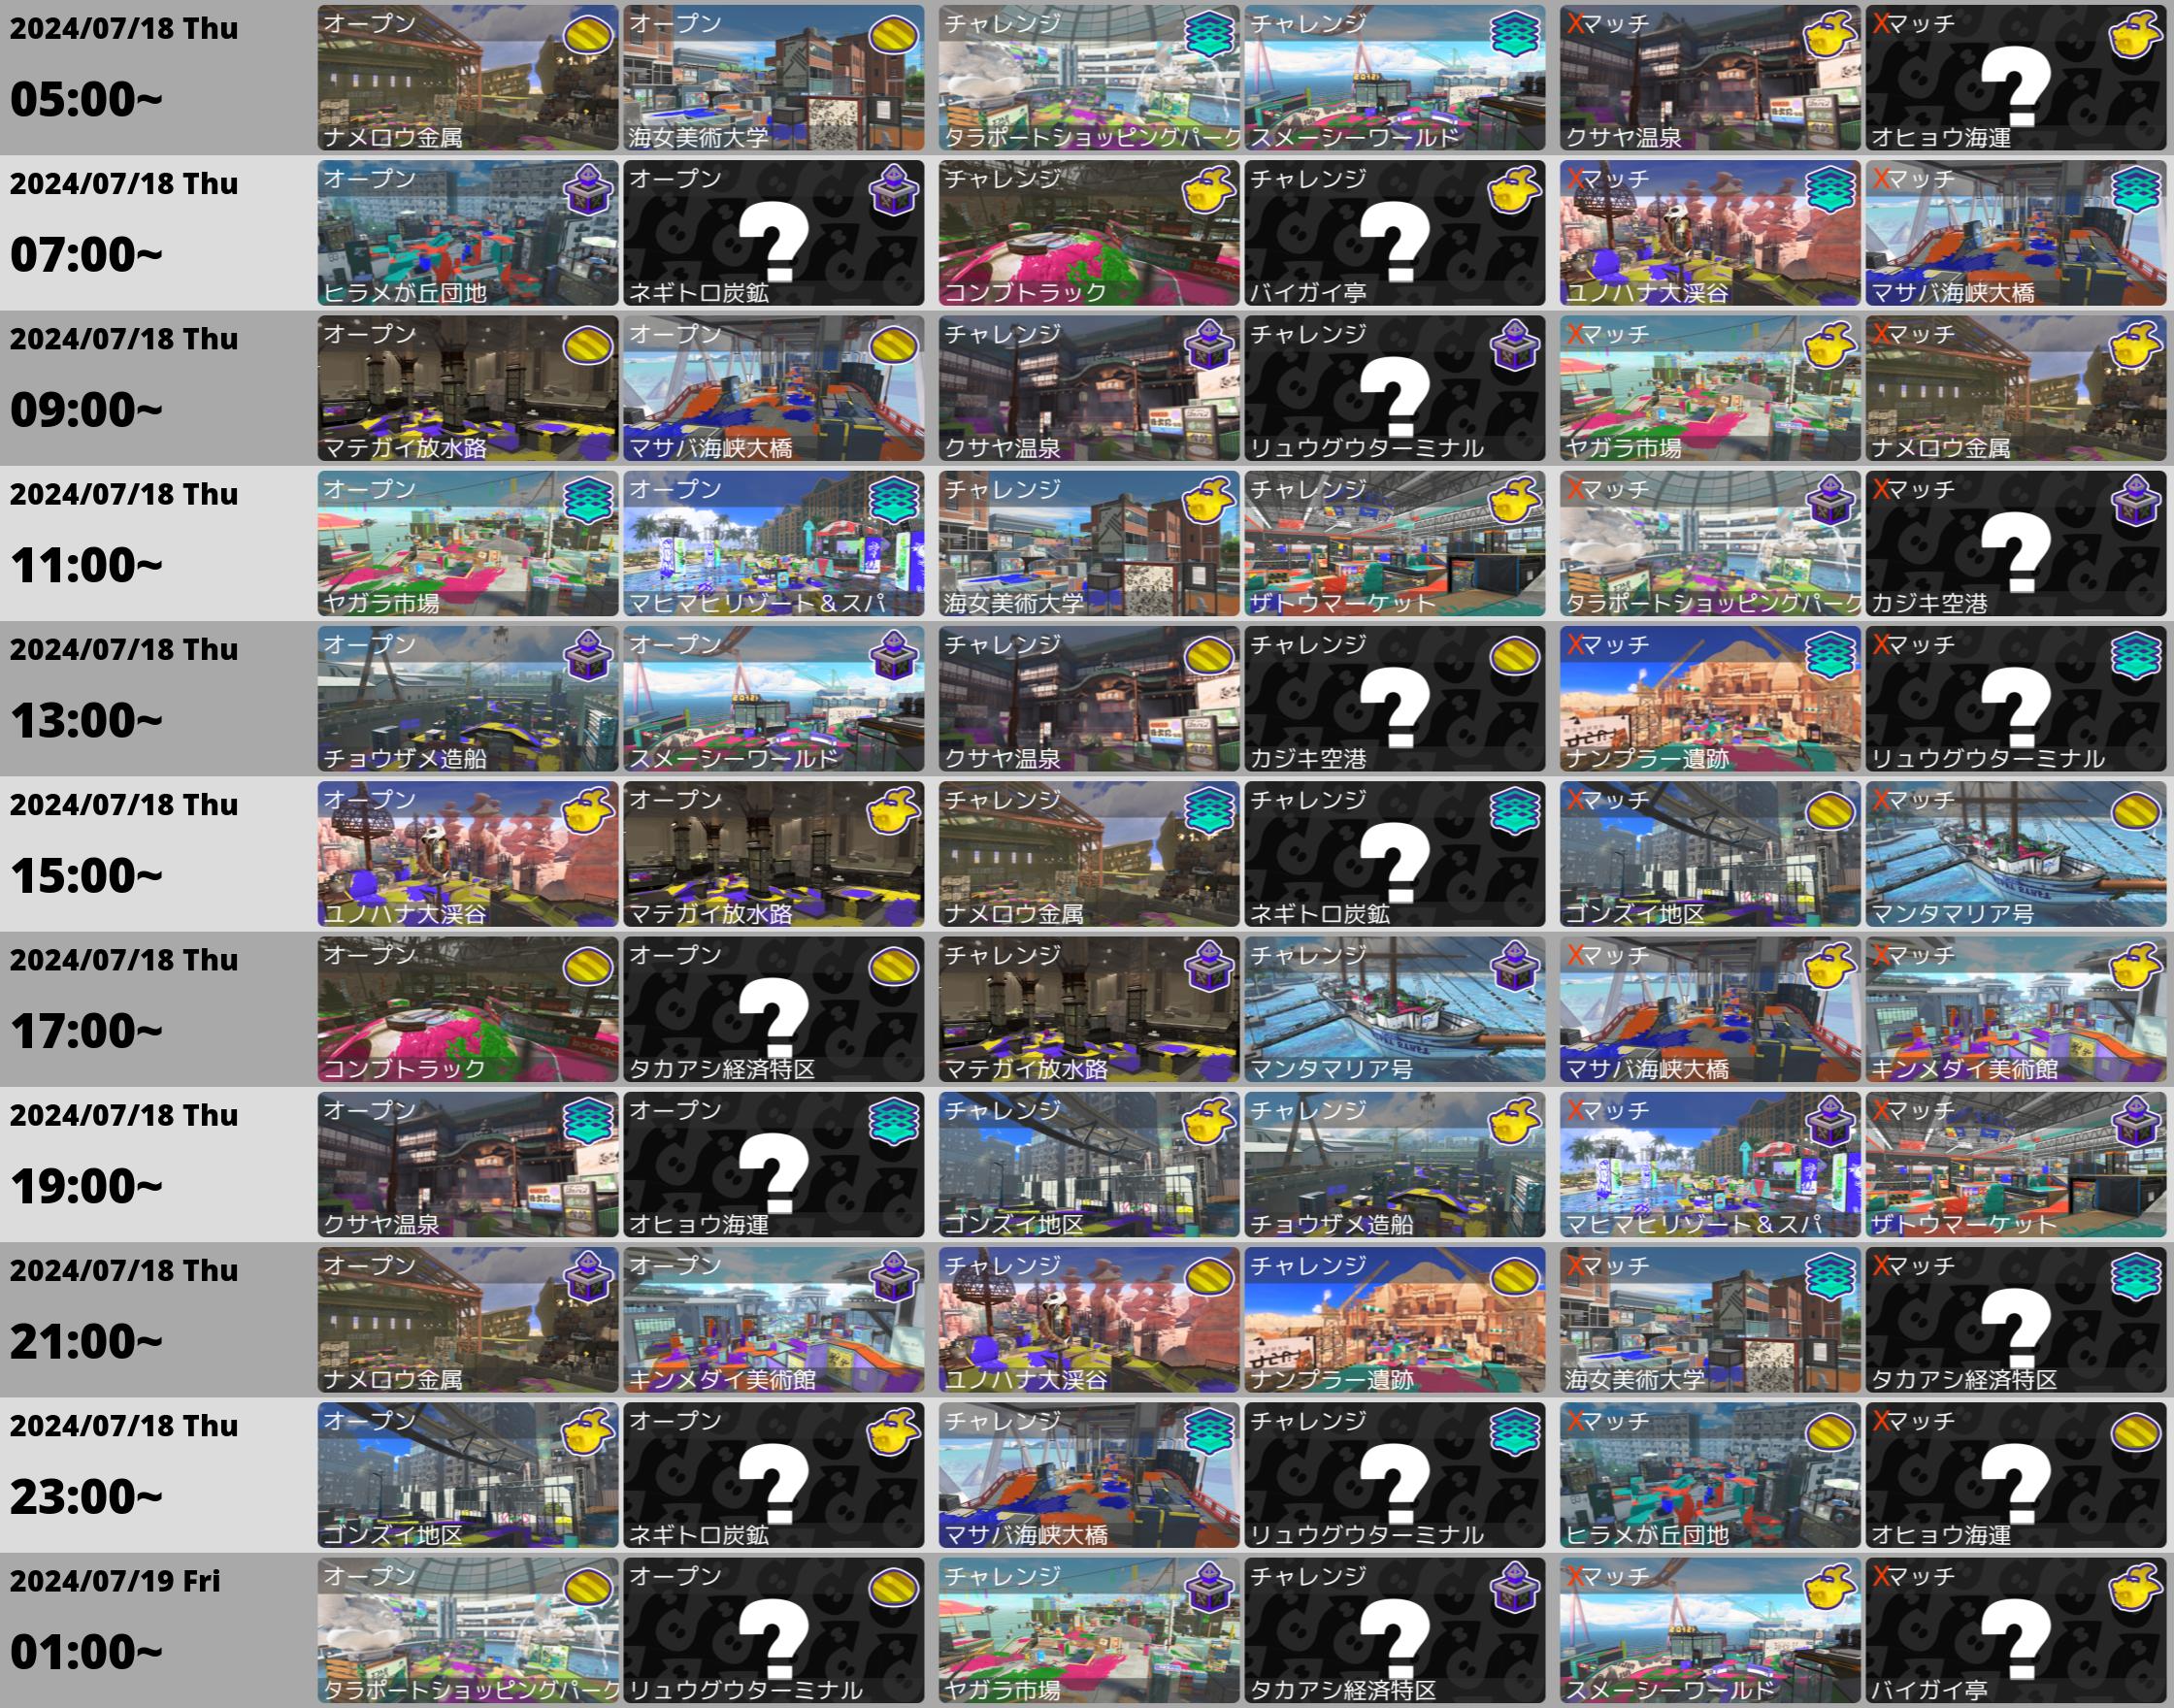 2024/07/18 Thu
05:00~
オープン
ナメロウ金属
オープン
海女美術大学
チャレンジ
タラポートショッピングパーク
チャレンジ
スメーシーワールド
Xマッチ
クサヤ温泉
Xマッチ
オヒョウ海運
2024/07/18 Thu
07:00~
オープン
ヒラメが丘団地
オープン
ネギトロ炭鉱
チャレンジ
コンブトラック
チャレンジ
バイガイ亭
Xマッチ
ユノハナ大渓谷
Xマッチ
マサバ海峡大橋
2024/07/18 Thu
09:00~
オープン
マテガイ放水路
オープン
マサバ海峡大橋
チャレンジ
クサヤ温泉
チャレンジ
リュウグウターミナル
Xマッチ
ヤガラ市場
Xマッチ
ナメロウ金属
2024/07/18 Thu
11:00~
オープン
ヤガラ市場
オープン
マヒマヒリゾート&スパ
チャレンジ
海女美術大学
チャレンジ
ザトウマーケット
Xマッチ
タラポートショッピングパーク
Xマッチ
カジキ空港
2024/07/18 Thu
13:00~
オープン
チョウザメ造船
オープン
スメーシーワールド
チャレンジ
クサヤ温泉
チャレンジ
カジキ空港
Xマッチ
ナンプラー遺跡
Xマッチ
リュウグウターミナル
2024/07/18 Thu
15:00~
オープン
ユノハナ大渓谷
オープン
マテガイ放水路
チャレンジ
ナメロウ金属
チャレンジ
ネギトロ炭鉱
Xマッチ
ゴンズイ地区
Xマッチ
マンタマリア号
2024/07/18 Thu
17:00~
オープン
コンブトラック
オープン
タカアシ経済特区
チャレンジ
マテガイ放水路
チャレンジ
マンタマリア号
Xマッチ
マサバ海峡大橋
Xマッチ
キンメダイ美術館
2024/07/18 Thu
19:00~
オープン
クサヤ温泉
オープン
オヒョウ海運
チャレンジ
ゴンズイ地区
チャレンジ
チョウザメ造船
Xマッチ
マヒマヒリゾート&スパ
Xマッチ
ザトウマーケット
2024/07/18 Thu
21:00~
オープン
ナメロウ金属
オープン
キンメダイ美術館
チャレンジ
ユノハナ大渓谷
チャレンジ
ナンプラー遺跡
Xマッチ
海女美術大学
Xマッチ
タカアシ経済特区
2024/07/18 Thu
23:00~
オープン
ゴンズイ地区
オープン
ネギトロ炭鉱
チャレンジ
マサバ海峡大橋
チャレンジ
リュウグウターミナル
Xマッチ
ヒラメが丘団地
Xマッチ
オヒョウ海運
2024/07/19 Fri
01:00~
オープン
タラポートショッピングパーク
オープン
リュウグウターミナル
チャレンジ
ヤガラ市場
チャレンジ
タカアシ経済特区
Xマッチ
スメーシーワールド
Xマッチ
バイガイ亭